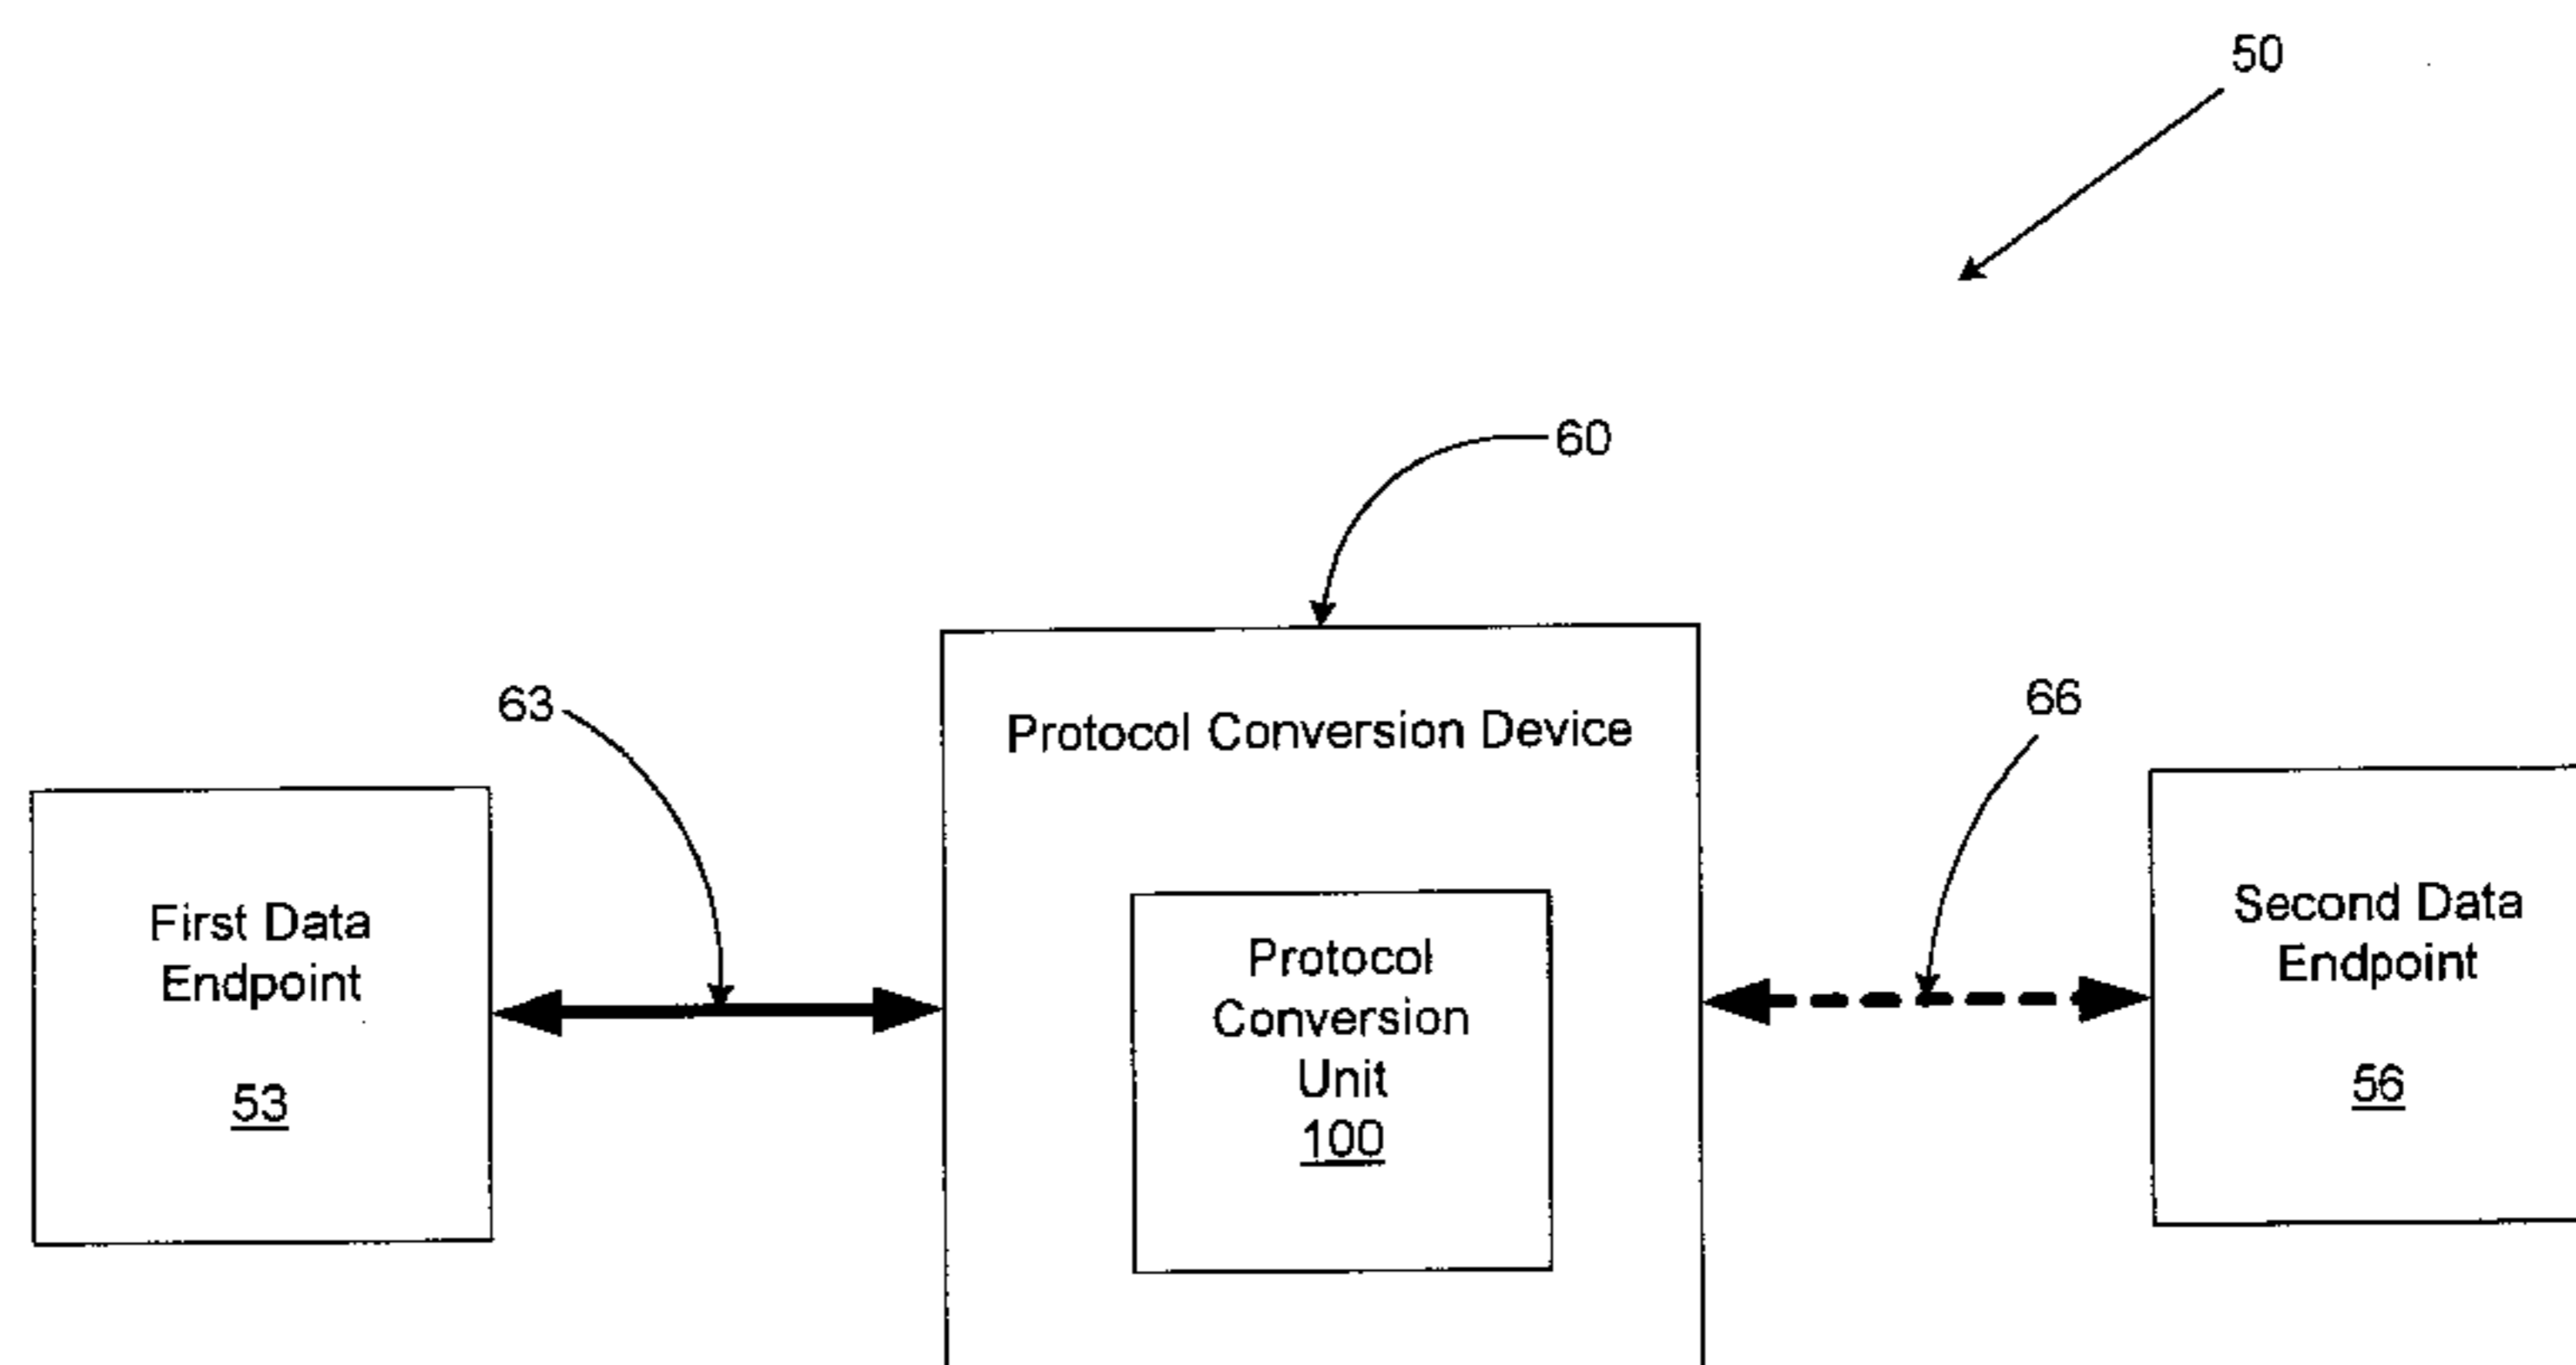 50
60
63
66
Protocol Conversion Device
First Data
Endpoint
53
Protocol
Conversion
Unit
100
Second Data
Endpoint
56